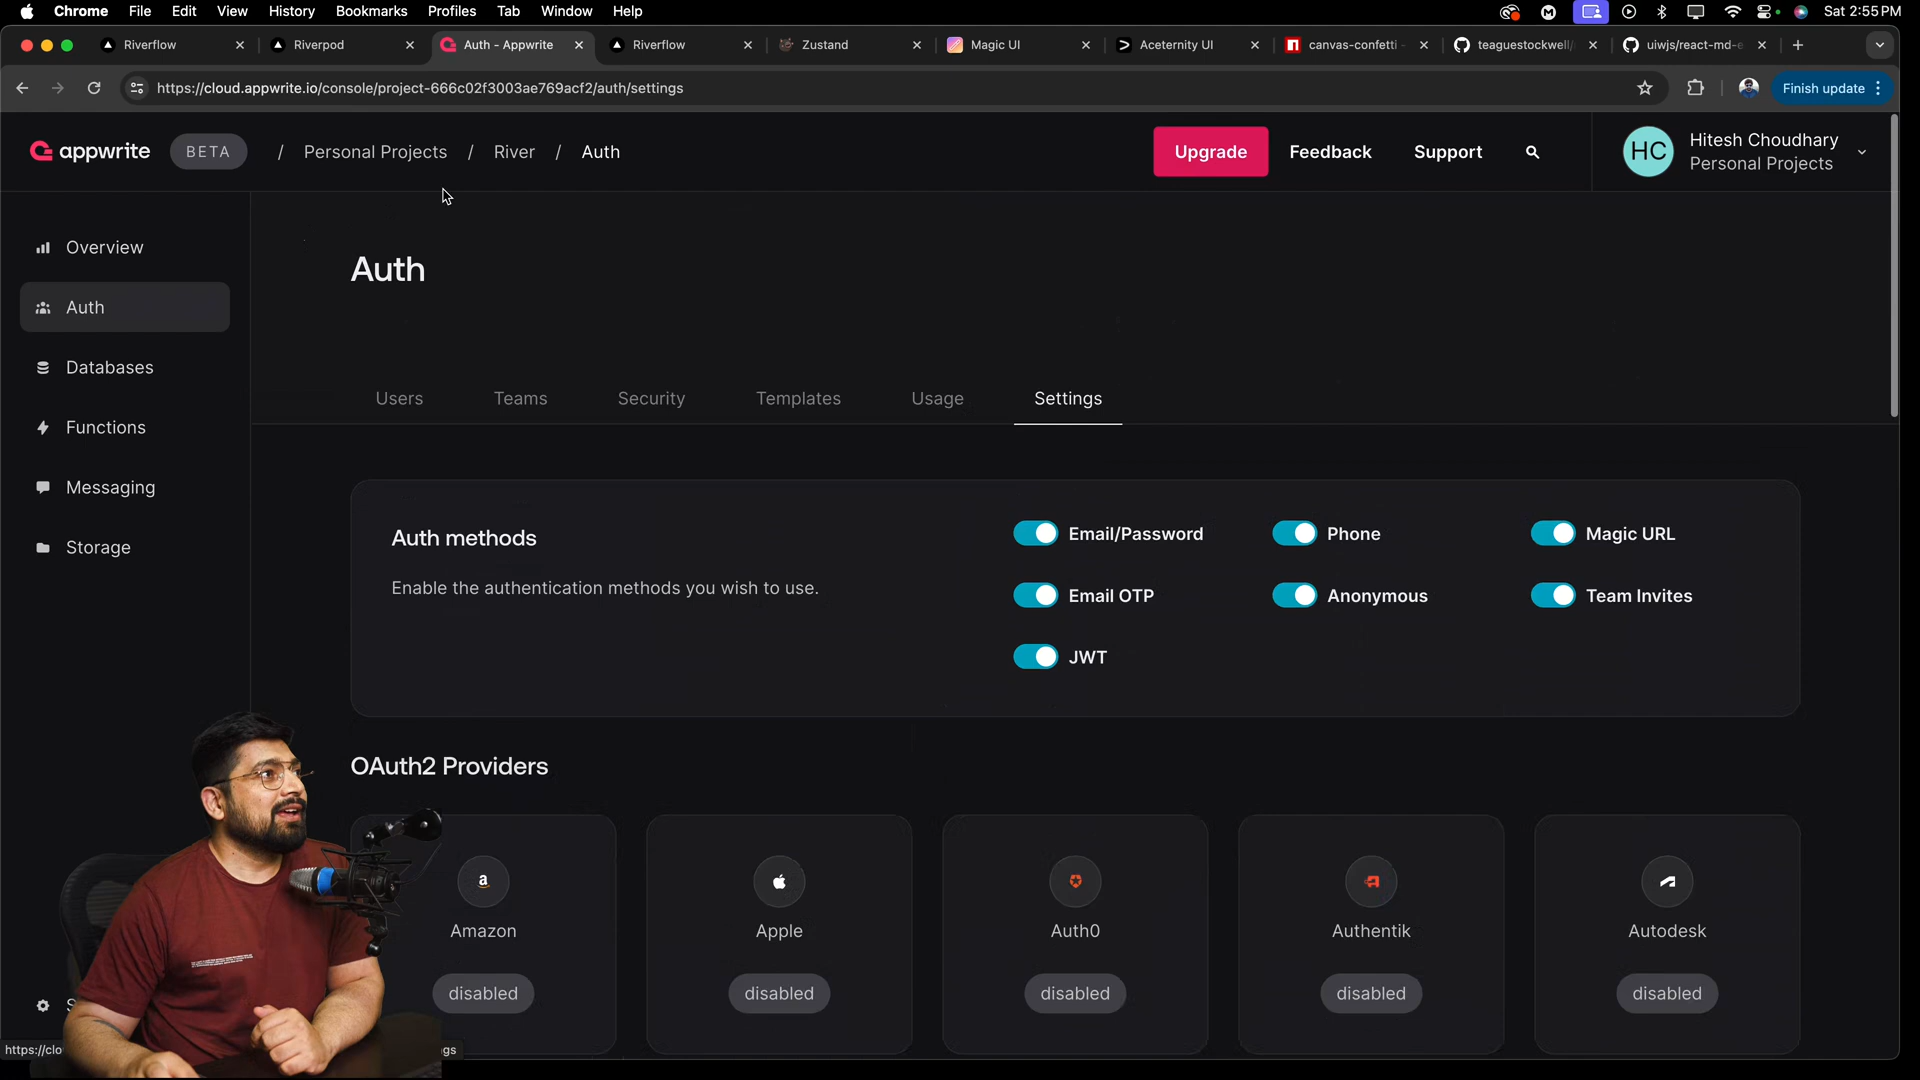 Chrome File Edit View History Bookmarks Profiles Tab Window Help Sat 2:55 PM
Riverflow Riverpod Auth - Appwrite Riverflow Zustand Magic UI Aceternity UI canvas-confetti - teaguestockwell/ uiwjs/react-md-e
https://cloud.appwrite.io/console/project-666c02f3003ae769acf2/auth/settings Finish update
appwrite BETA / Personal Projects / River / Auth Upgrade Feedback Support HC Hitesh Choudhary
Personal Projects
Overview
Auth
Databases
Functions
Messaging
Storage
Auth
Users Teams Security Templates Usage Settings
Auth methods
Enable the authentication methods you wish to use.
Email/Password Phone Magic URL
Email OTP Anonymous Team Invites
JWT
OAuth2 Providers
Amazon Apple Auth0 Authentik Autodesk
disabled disabled disabled disabled disabled
https://clo gs